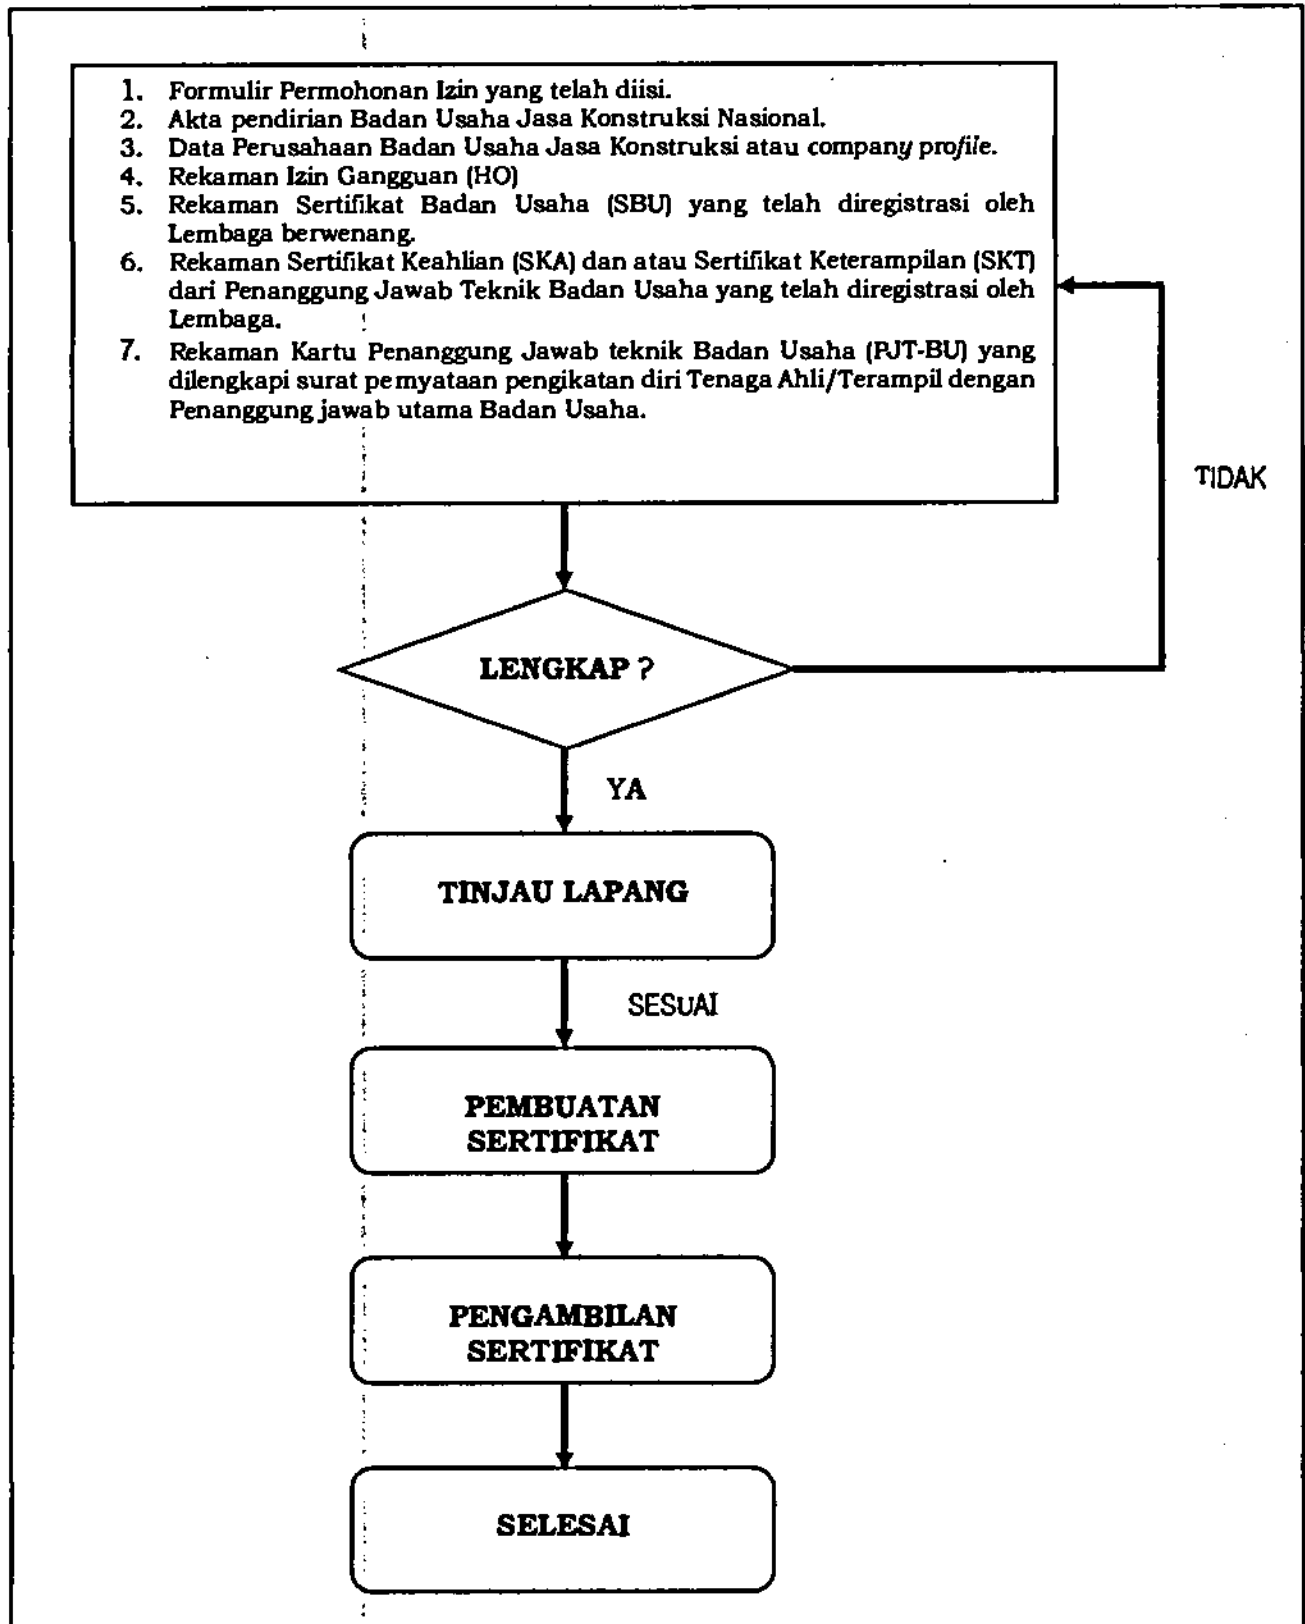 1. Formulir Permohonan Izin yang telah diisi.
2. Akta pendirian Badan Usaha Jasa Konstruksi Nasional.
3. Data Perusahaan Badan Usaha Jasa Konstruksi atau company profile.
4. Rekaman Izin Gangguan (HO)
5. Rekaman Sertifikat Badan Usaha (SBU) yang telah diregistrasi oleh
Lembaga berwenang.
6. Rekaman Sertifikat Keahlian (SKA) dan atau Sertifikat Keterampilan (SKT)
dari Penanggung Jawab Teknik Badan Usaha yang telah diregistrasi oleh
Lembaga.
7. Rekaman Kartu Penanggung Jawab teknik Badan Usaha (PJT-BU) yang
dilengkapi surat pernyataan pengikatan diri Tenaga Ahli/Terampil dengan
Penanggung jawab utama Badan Usaha.
TIDAK
LENGKAP ?
YA
TINJAU LAPANG
SESUAI
PEMBUATAN
SERTIFIKAT
PENGAMBILAN
SERTIFIKAT
SELESAI